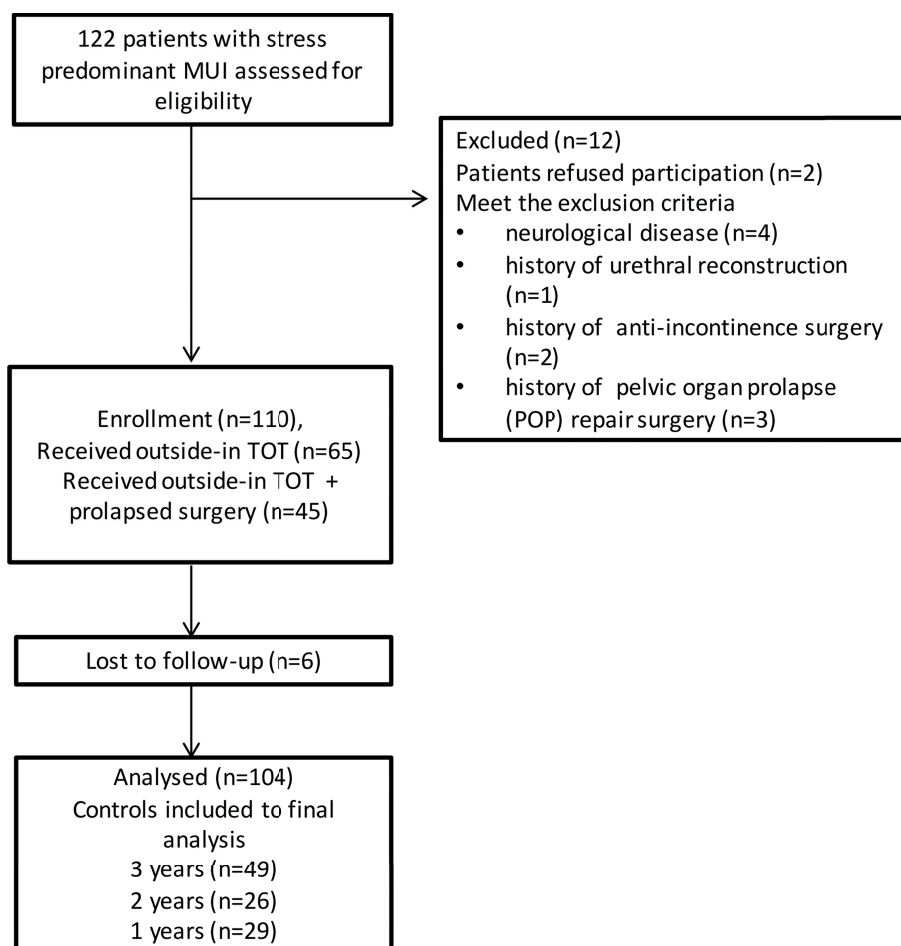 122 patients with stress
predominant MUI assessed for
eligibility
Excluded (n=12)
Patients refused participation (n=2)
Meet the exclusion criteria
• neurological disease (n=4)
• history of urethral reconstruction
(n=1)
• history of anti-incontinence surgery
(n=2)
• history of pelvic organ prolapse
(POP) repair surgery (n=3)
Enrollment (n=110),
Received outside-in TOT (n=65)
Received outside-in TOT +
prolapsed surgery (n=45)
Lost to follow-up (n=6)
Analysed (n=104)
Controls included to final
analysis
3 years (n=49)
2 years (n=26)
1 years (n=29)